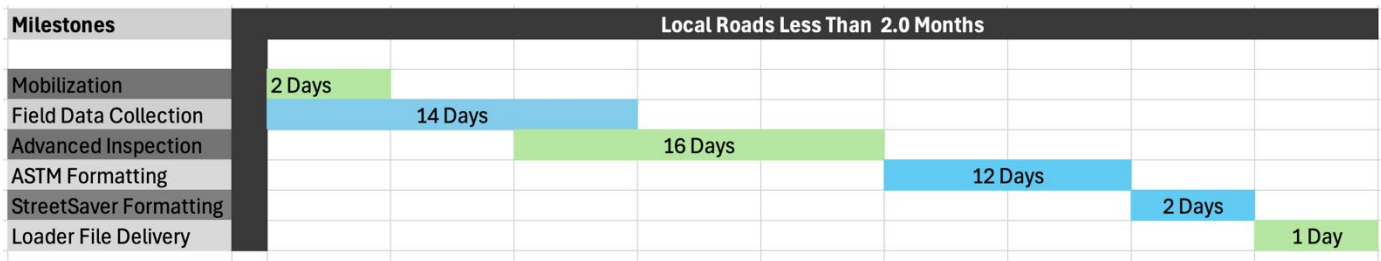 Milestones Local Roads Less Than  2.0 Months
Mobilization 2 Days
Field Data Collection 14 Days
Advanced Inspection 16 Days
ASTM Formatting 12 Days
StreetSaver Formatting 2 Days
Loader File Delivery 1 Day